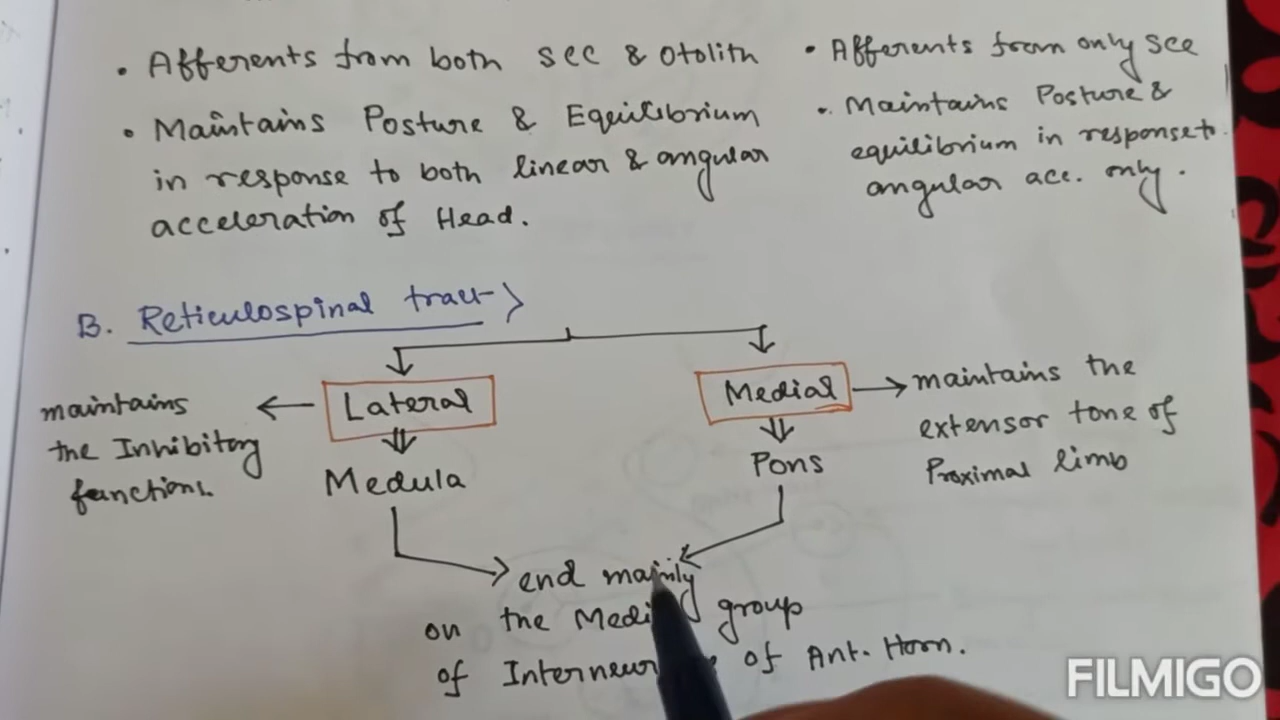 • Afferents from both SCC & Otolith
• Maintains Posture & Equilibrium
in response to both linear & angular
acceleration of Head.
• Afferents from only SCC
• Maintains Posture &
equilibrium in response to
angular acc. only.
B. Reticulospinal tract
Lateral
maintains
the Inhibitory
functions.
Medula
Medial
maintains the
extensor tone of
Proximal limb
Pons
end mainly
on the group
of of Ant. Horn.
FILMIGO